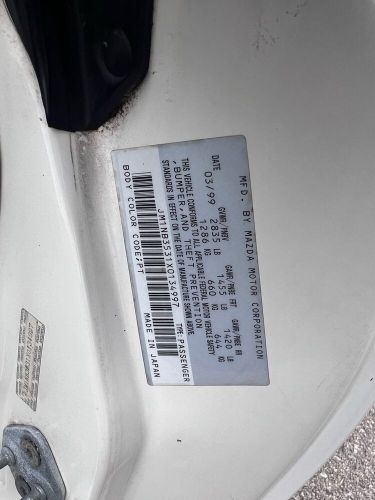 MFD. BY MAZDA MOTOR CORPORATION
DATE GVWR/PNBV GAWR/PNBE FRT GAWR/PNBE RR
03/99 2835 LB 1455 LB 1420 LB
1286 KG 660 KG 644 KG
THIS VEHICLE CONFORMS TO ALL APPLICABLE FEDERAL MOTOR VEHICLE SAFETY
, BUMPER, AND THEFT PREVENTION
STANDARDS IN EFFECT ON THE DATE OF MANUFACTURE SHOWN ABOVE.
JM1NB3531X0134997 TYPE:PASSENGER
BODY COLOR CODE;PT MADE IN JAPAN